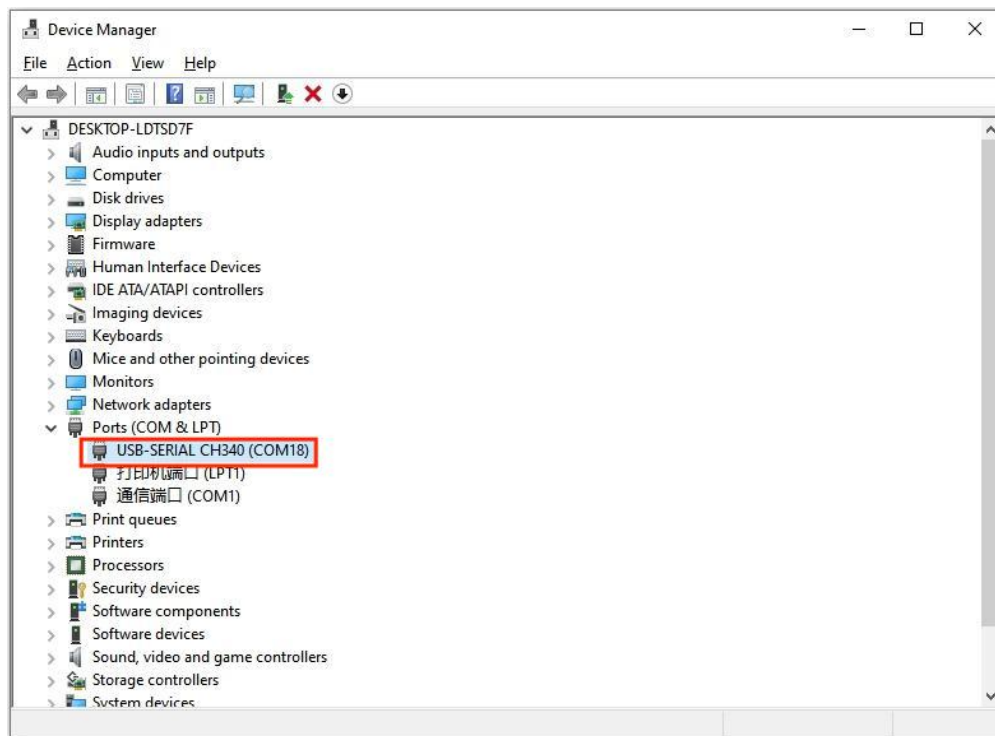 Device Manager
File Action View Help
DESKTOP-LDTSD7F
Audio inputs and outputs
Computer
Disk drives
Display adapters
Firmware
Human Interface Devices
IDE ATA/ATAPI controllers
Imaging devices
Keyboards
Mice and other pointing devices
Monitors
Network adapters
Ports (COM & LPT)
USB-SERIAL CH340 (COM18)
打印机端口 (LPT1)
通信端口 (COM1)
Print queues
Printers
Processors
Security devices
Software components
Software devices
Sound, video and game controllers
Storage controllers
System devices